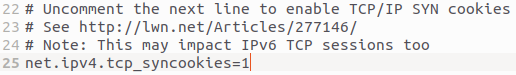 22 # Uncomment the next line to enable TCP/IP SYN cookies
23 # See http://lwn.net/Articles/277146/
24 # Note: This may impact IPv6 TCP sessions too
25 net.ipv4.tcp_syncookies=1